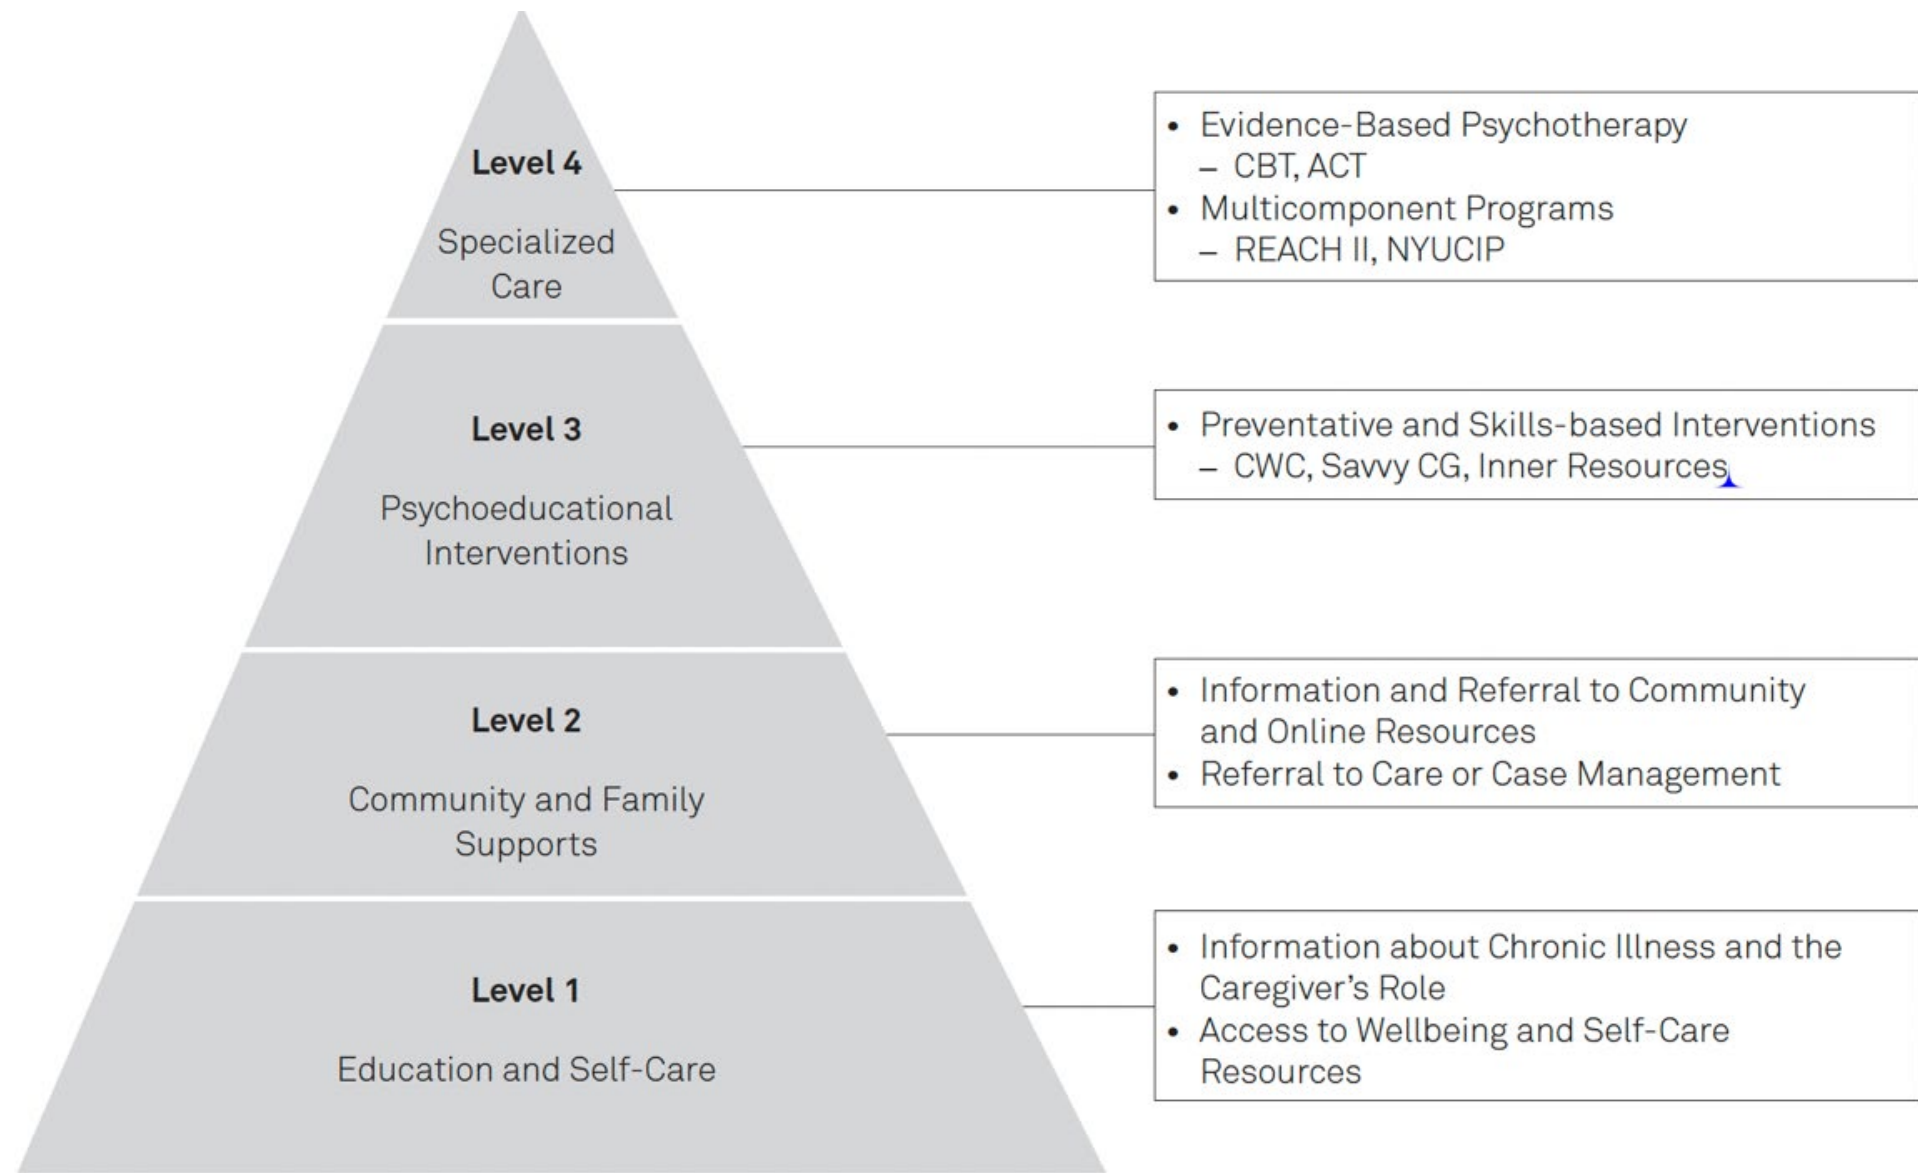 Level 4
Specialized
Care
• Evidence-Based Psychotherapy
– CBT, ACT
• Multicomponent Programs
– REACH II, NYUCIP
Level 3
Psychoeducational
Interventions
• Preventative and Skills-based Interventions
– CWC, Savvy CG, Inner Resources
Level 2
Community and Family
Supports
• Information and Referral to Community
and Online Resources
• Referral to Care or Case Management
Level 1
Education and Self-Care
• Information about Chronic Illness and the
Caregiver’s Role
• Access to Wellbeing and Self-Care
Resources